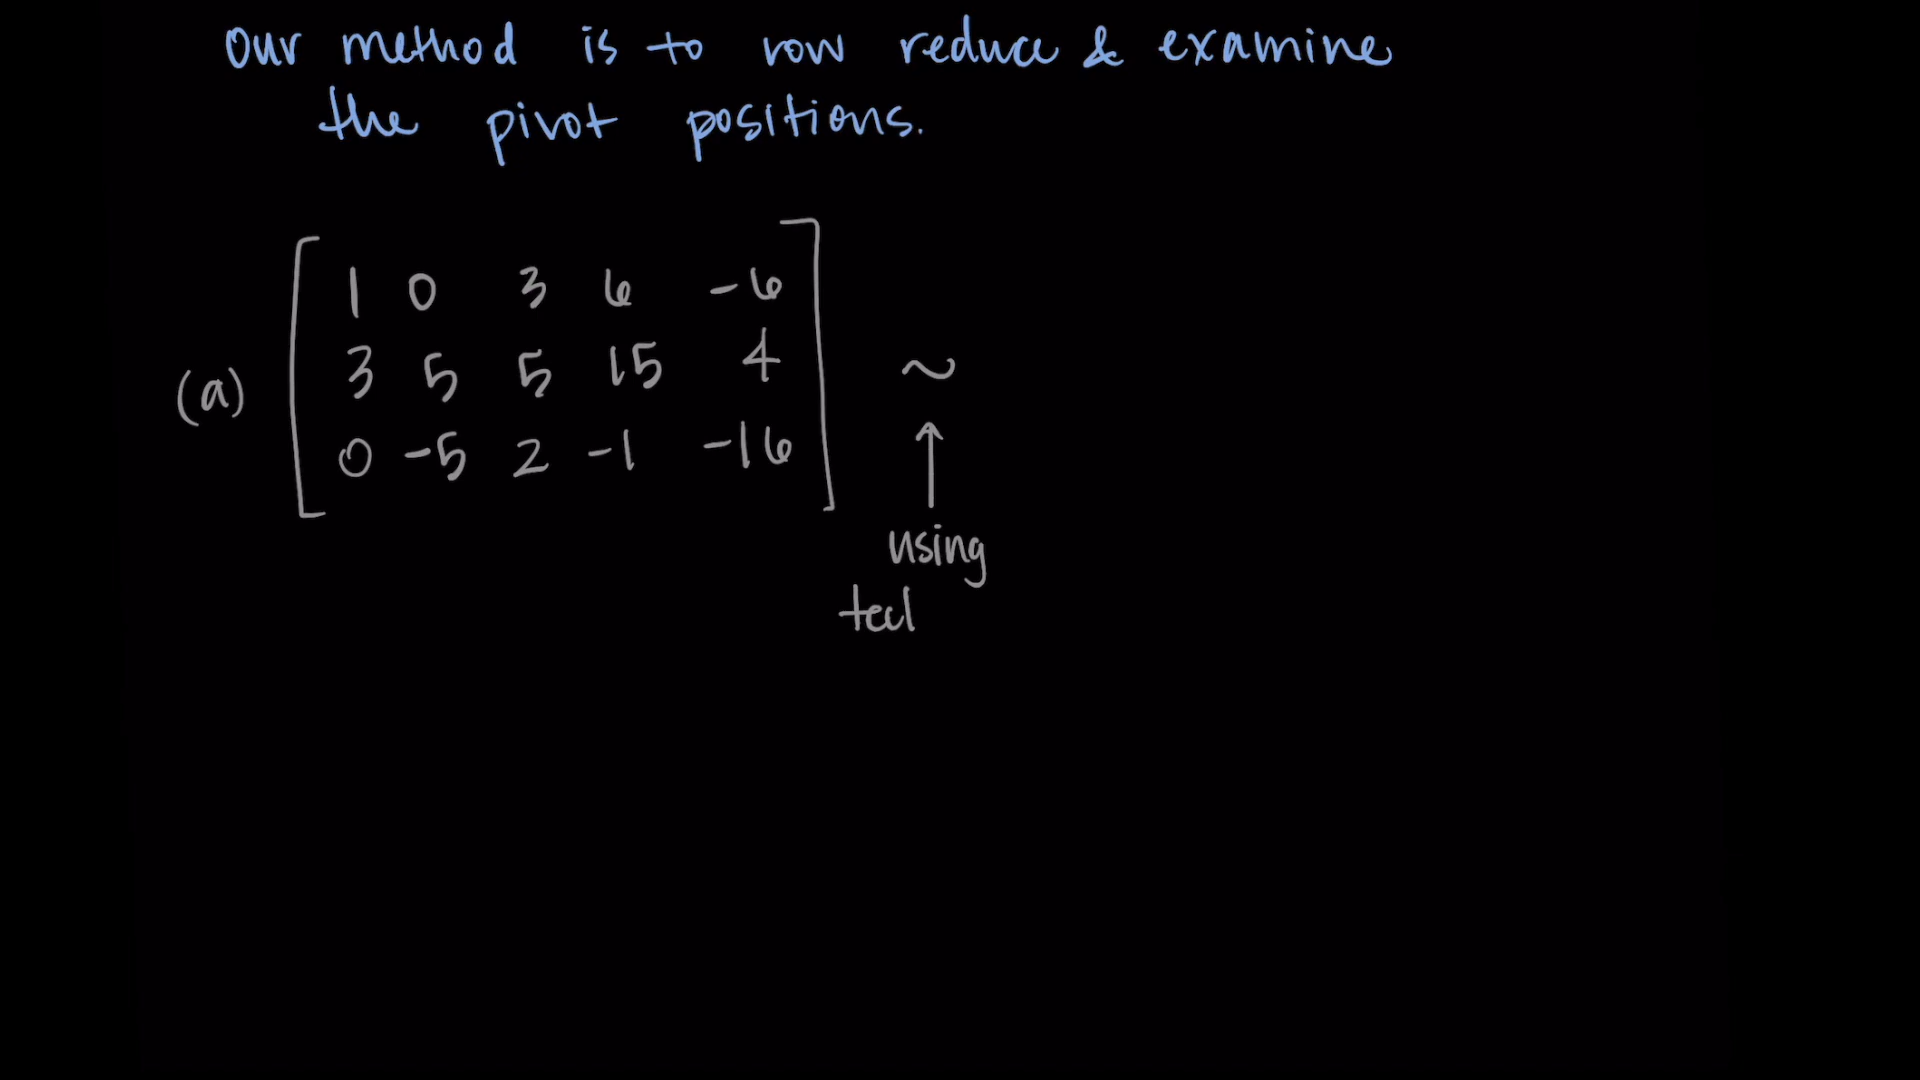 Our method is to row reduce & examine
the pivot positions.
(a)
1 0 3 6 -6
3 5 5 15 4
0 -5 2 -1 -16
~
↑
using
tecl